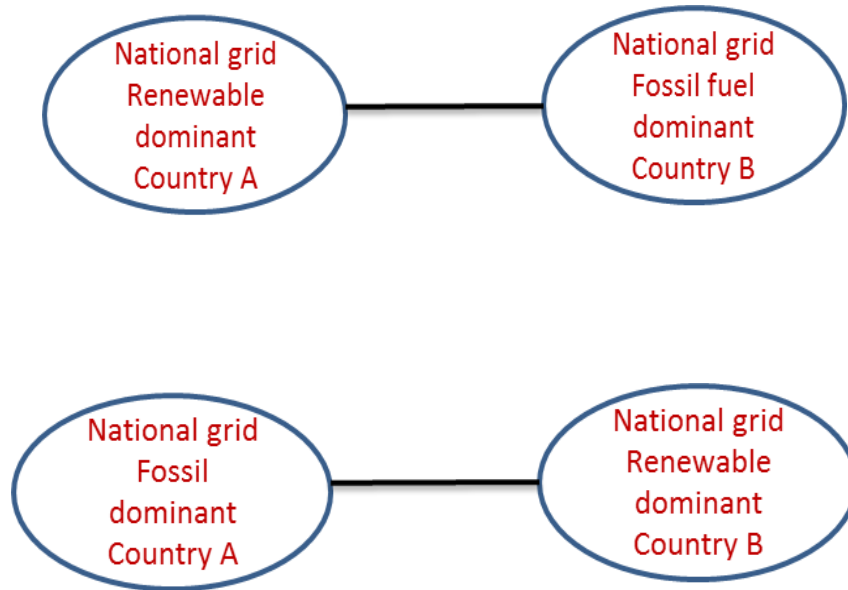 National grid
Renewable
dominant
Country A
National grid
Fossil fuel
dominant
Country B
National grid
Fossil
dominant
Country A
National grid
Renewable
dominant
Country B